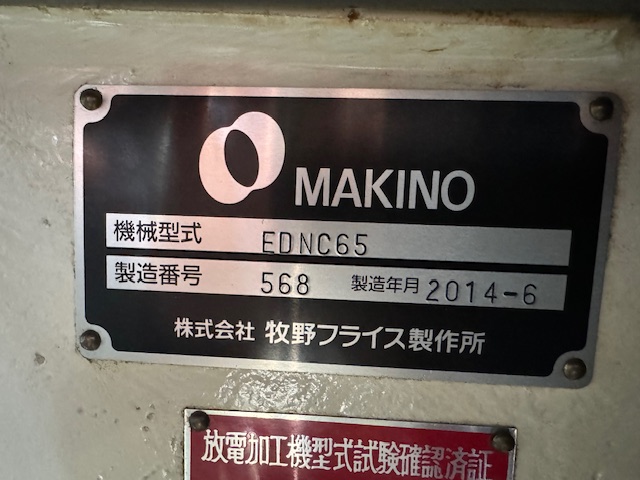 MAKINO
機械型式 EDNC65
製造番号 568 製造年月 2014-6
株式会社 牧野フライス製作所
放電加工機型式試験確認済証